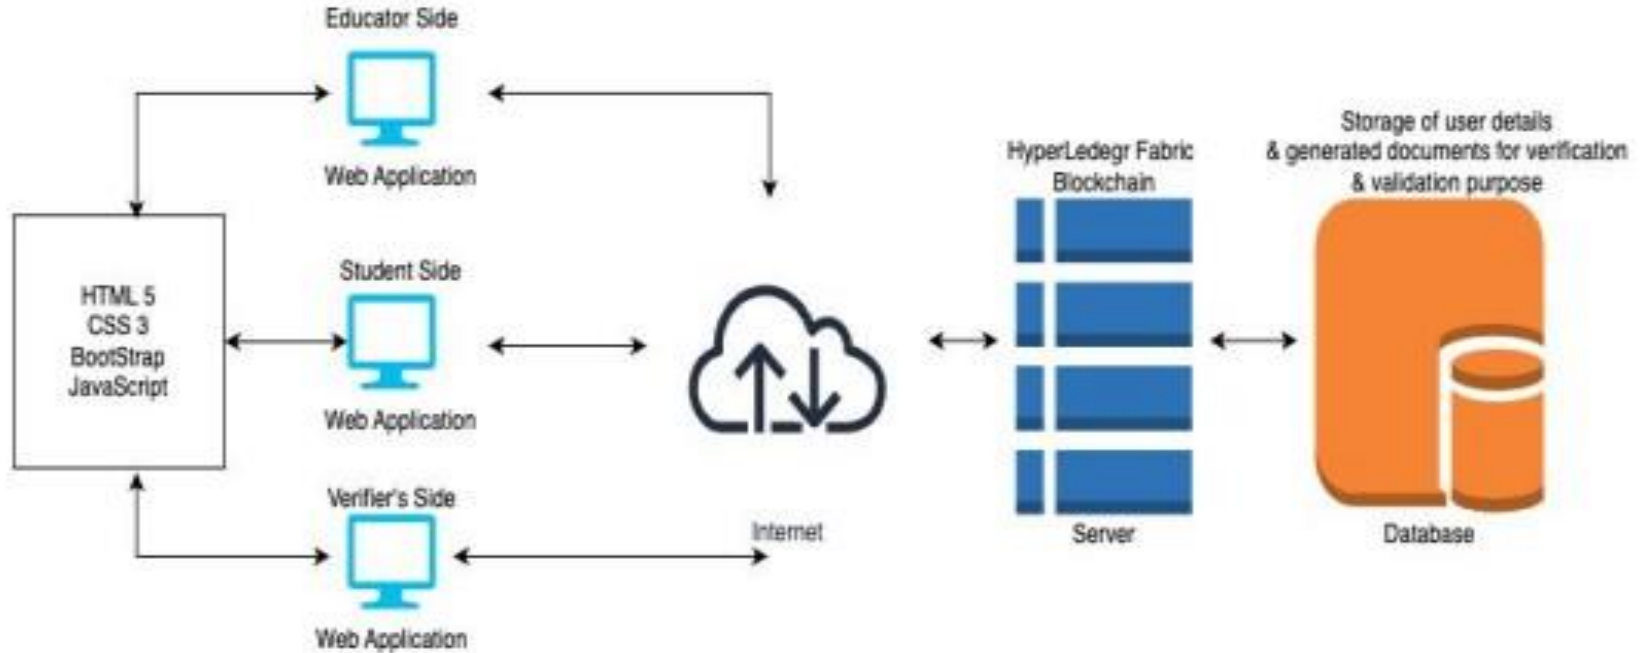 Educator Side
Web Application
HTML 5
CSS 3
BootStrap
JavaScript
Student Side
Web Application
Verifier's Side
Web Application
Internet
HyperLedegr Fabric
Blockchain
Server
Storage of user details
& generated documents for verification
& validation purpose
Database